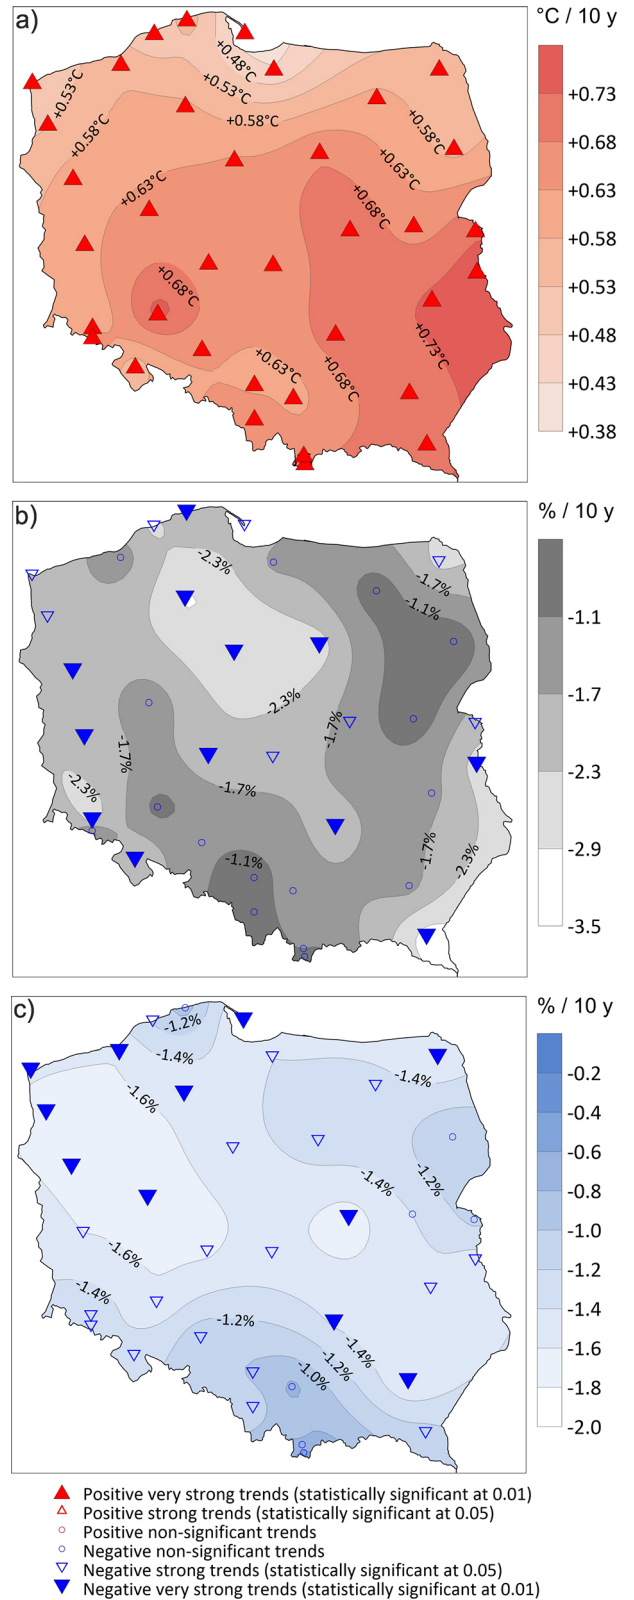 a)
°C / 10 y
+0.48°C
+0.53°C
+0.53°C
+0.58°C
+0.58°C
+0.58°C
+0.63°C
+0.63°C
+0.68°C
+0.68°C
+0.73°C
+0.63°C
+0.68°C
+0.73
+0.68
+0.63
+0.58
+0.53
+0.48
+0.43
+0.38
b)
% / 10 y
-2.3%
-1.7%
-1.1%
-2.3%
-1.7%
-1.7%
-2.3%
-1.7%
-1.1%
-1.7%
-2.3%
-1.1
-1.7
-2.3
-2.9
-3.5
c)
% / 10 y
-1.2%
-1.4%
-1.4%
-1.6%
-1.4%
-1.2%
-1.6%
-1.4%
-1.2%
-1.4%
-1.2%
-1.0%
-0.2
-0.4
-0.6
-0.8
-1.0
-1.2
-1.4
-1.6
-1.8
-2.0
Positive very strong trends (statistically significant at 0.01)
Positive strong trends (statistically significant at 0.05)
Positive non-significant trends
Negative non-significant trends
Negative strong trends (statistically significant at 0.05)
Negative very strong trends (statistically significant at 0.01)